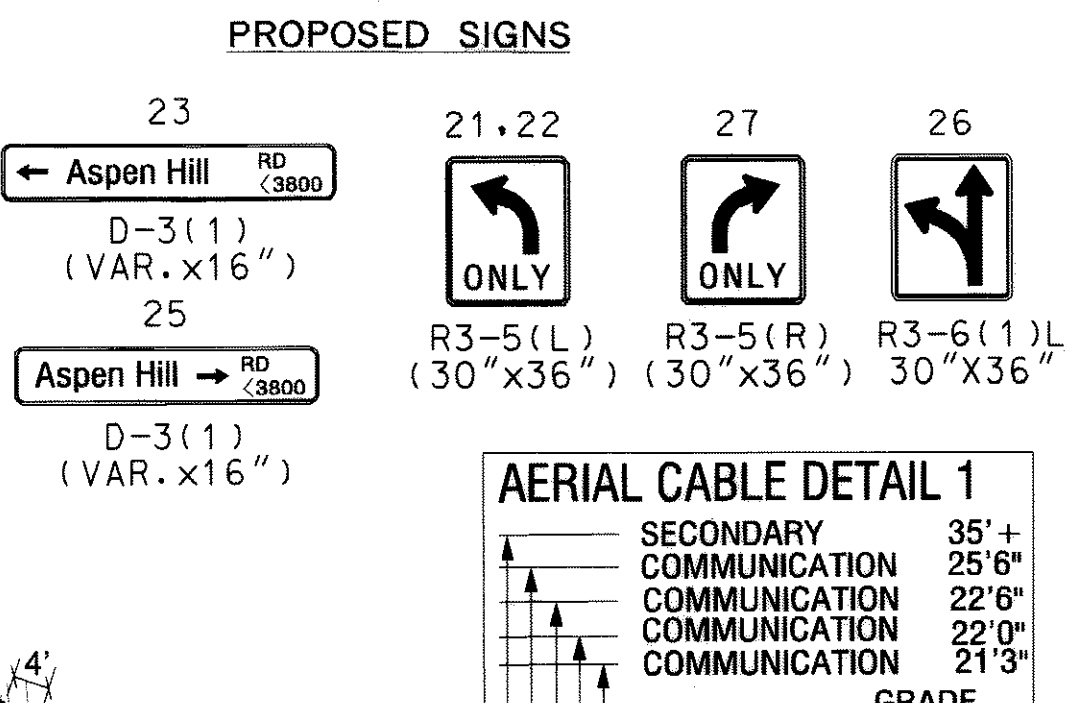 PROPOSED SIGNS
23
← Aspen Hill RD <3800
D-3(1)
(VAR.x16")
25
Aspen Hill → RD <3800
D-3(1)
(VAR.x16")
21,22
ONLY
R3-5(L)
(30"x36")
27
ONLY
R3-5(R)
(30"x36")
26
R3-6(1)L
30"X36"
AERIAL CABLE DETAIL 1
SECONDARY 35'+
COMMUNICATION 25'6"
COMMUNICATION 22'6"
COMMUNICATION 22'0"
COMMUNICATION 21'3"
GRADE
4'